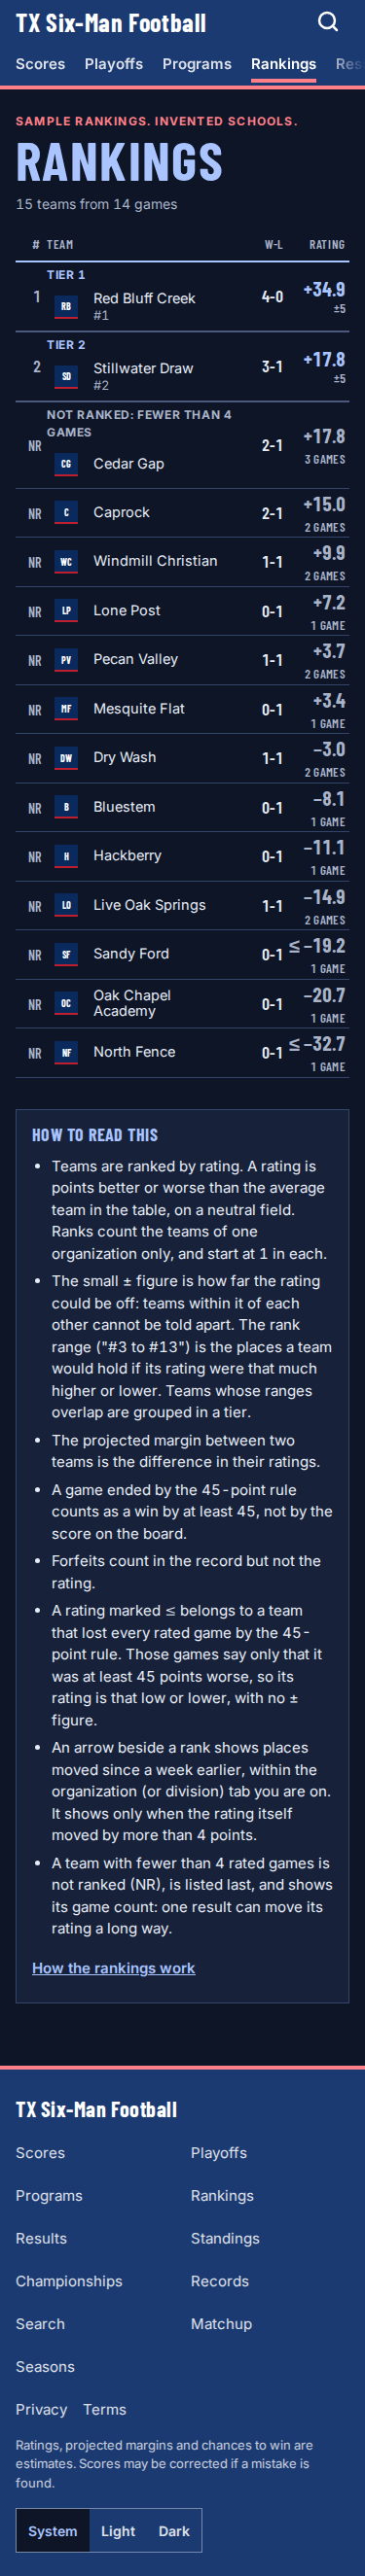 TX Six-Man Football
Scores Playoffs Programs Rankings Res
SAMPLE RANKINGS. INVENTED SCHOOLS.
RANKINGS
15 teams from 14 games
# TEAM W-L RATING
TIER 1
1 RB Red Bluff Creek #1 4-0 +34.9 ±5
TIER 2
2 SD Stillwater Draw #2 3-1 +17.8 ±5
NOT RANKED: FEWER THAN 4
GAMES
NR CG Cedar Gap 2-1 +17.8 3 GAMES
NR C Caprock 2-1 +15.0 2 GAMES
NR WC Windmill Christian 1-1 +9.9 2 GAMES
NR LP Lone Post 0-1 +7.2 1 GAME
NR PV Pecan Valley 1-1 +3.7 2 GAMES
NR MF Mesquite Flat 0-1 +3.4 1 GAME
NR DW Dry Wash 1-1 −3.0 2 GAMES
NR B Bluestem 0-1 −8.1 1 GAME
NR H Hackberry 0-1 −11.1 1 GAME
NR LO Live Oak Springs 1-1 −14.9 2 GAMES
NR SF Sandy Ford 0-1 ≤ −19.2 1 GAME
NR OC Oak Chapel Academy 0-1 −20.7 1 GAME
NR NF North Fence 0-1 ≤ −32.7 1 GAME
HOW TO READ THIS
• Teams are ranked by rating. A rating is
points better or worse than the average
team in the table, on a neutral field.
Ranks count the teams of one
organization only, and start at 1 in each.
• The small ± figure is how far the rating
could be off: teams within it of each
other cannot be told apart. The rank
range ("#3 to #13") is the places a team
would hold if its rating were that much
higher or lower. Teams whose ranges
overlap are grouped in a tier.
• The projected margin between two
teams is the difference in their ratings.
• A game ended by the 45-point rule
counts as a win by at least 45, not by the
score on the board.
• Forfeits count in the record but not the
rating.
• A rating marked ≤ belongs to a team
that lost every rated game by the 45-
point rule. Those games say only that it
was at least 45 points worse, so its
rating is that low or lower, with no ±
figure.
• An arrow beside a rank shows places
moved since a week earlier, within the
organization (or division) tab you are on.
It shows only when the rating itself
moved by more than 4 points.
• A team with fewer than 4 rated games is
not ranked (NR), is listed last, and shows
its game count: one result can move its
rating a long way.
How the rankings work
TX Six-Man Football
Scores Playoffs
Programs Rankings
Results Standings
Championships Records
Search Matchup
Seasons
Privacy Terms
Ratings, projected margins and chances to win are
estimates. Scores may be corrected if a mistake is
found.
System Light Dark